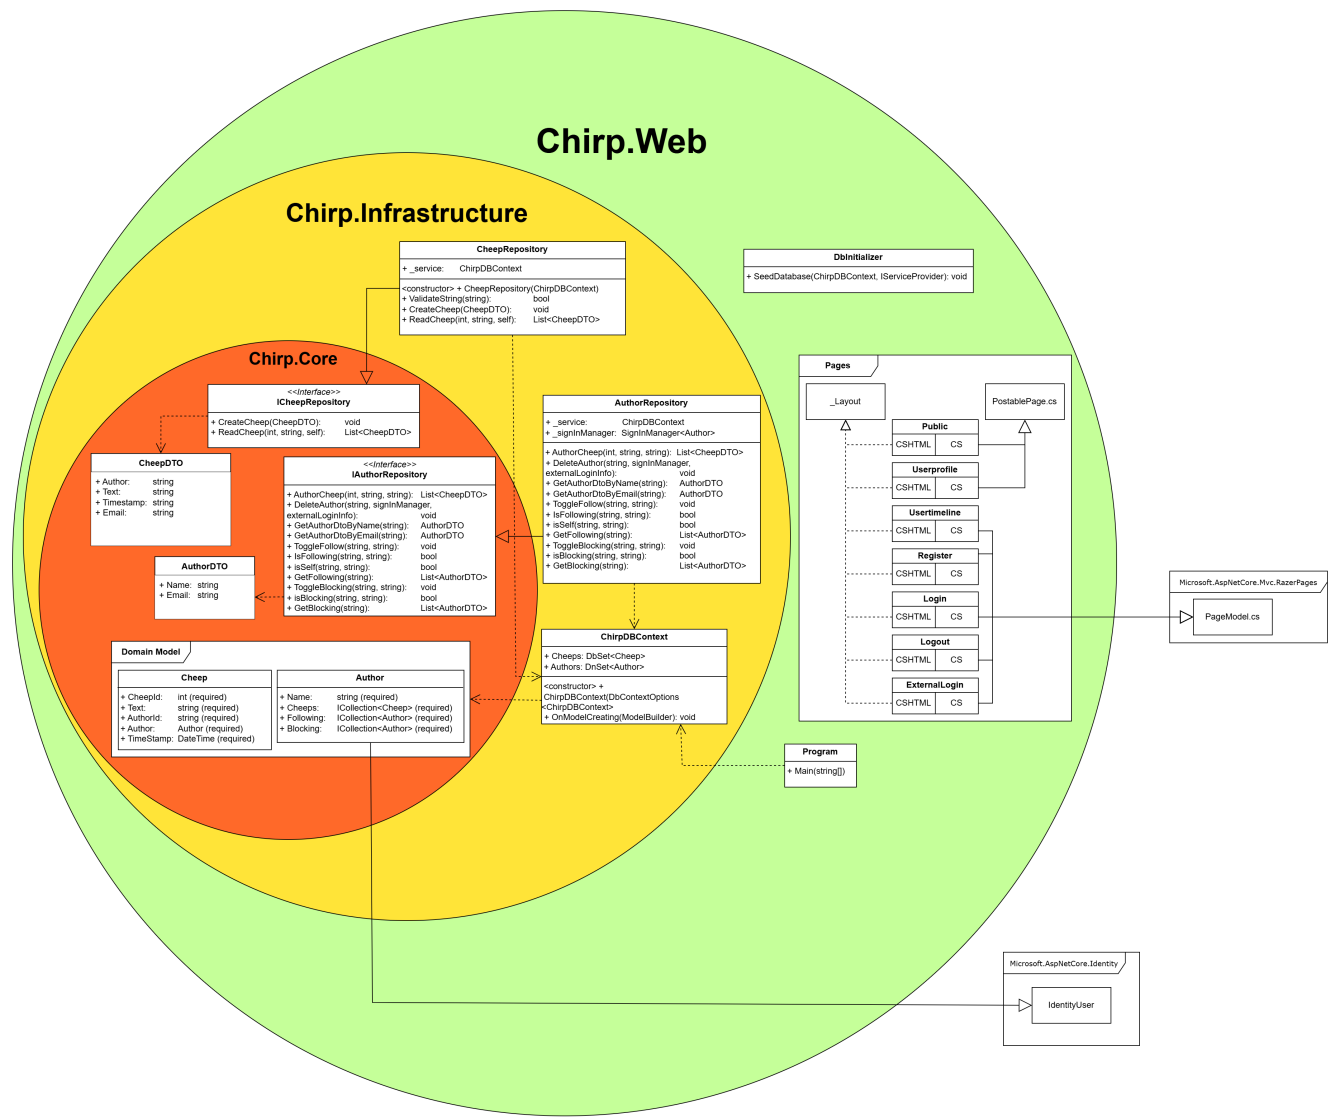 Chirp.Web
Chirp.Infrastructure
CheepRepository
+ _service: ChirpDBContext
<constructor> + CheepRepository(ChirpDBContext)
+ ValidateString(string): bool
+ CreateCheep(CheepDTO): void
+ ReadCheep(int, string, self): List<CheepDTO>
DbInitializer
+ SeedDatabase(ChirpDBContext, IServiceProvider): void
Chirp.Core
<<Interface>>
ICheepRepository
+ CreateCheep(CheepDTO): void
+ ReadCheep(int, string, self): List<CheepDTO>
CheepDTO
+ Author: string
+ Text: string
+ Timestamp: string
+ Email: string
<<Interface>>
IAuthorRepository
+ AuthorCheep(int, string, string): List<CheepDTO>
+ DeleteAuthor(string, signInManager,
externalLoginInfo): void
+ GetAuthorDtoByName(string): AuthorDTO
+ GetAuthorDtoByEmail(string): AuthorDTO
+ ToggleFollow(string, string): void
+ IsFollowing(string, string): bool
+ isSelf(string, string): bool
+ GetFollowing(string): List<AuthorDTO>
+ ToggleBlocking(string, string): void
+ isBlocking(string, string): bool
+ GetBlocking(string): List<AuthorDTO>
AuthorDTO
+ Name: string
+ Email: string
AuthorRepository
+ _service: ChirpDBContext
+ _signInManager: SignInManager<Author>
+ AuthorCheep(int, string, string): List<CheepDTO>
+ DeleteAuthor(string, signInManager,
externalLoginInfo): void
+ GetAuthorDtoByName(string): AuthorDTO
+ GetAuthorDtoByEmail(string): AuthorDTO
+ ToggleFollow(string, string): void
+ IsFollowing(string, string): bool
+ isSelf(string, string): bool
+ GetFollowing(string): List<AuthorDTO>
+ ToggleBlocking(string, string): void
+ isBlocking(string, string): bool
+ GetBlocking(string): List<AuthorDTO>
Domain Model
Cheep
+ CheepId: int (required)
+ Text: string (required)
+ AuthorId: string (required)
+ Author: Author (required)
+ TimeStamp: DateTime (required)
Author
+ Name: string (required)
+ Cheeps: ICollection<Cheep> (required)
+ Following: ICollection<Author> (required)
+ Blocking: ICollection<Author> (required)
ChirpDBContext
+ Cheeps: DbSet<Cheep>
+ Authors: DnSet<Author>
<constructor> +
ChirpDBContext(DbContextOptions
<ChirpDBContext>)
+ OnModelCreating(ModelBuilder): void
Program
+ Main(string[])
Pages
_Layout
PostablePage.cs
Public
CSHTML CS
Userprofile
CSHTML CS
Usertimeline
CSHTML CS
Register
CSHTML CS
Login
CSHTML CS
Logout
CSHTML CS
ExternalLogin
CSHTML CS
Microsoft.AspNetCore.Mvc.RazerPages
PageModel.cs
Microsoft.AspNetCore.Identity
IdentityUser